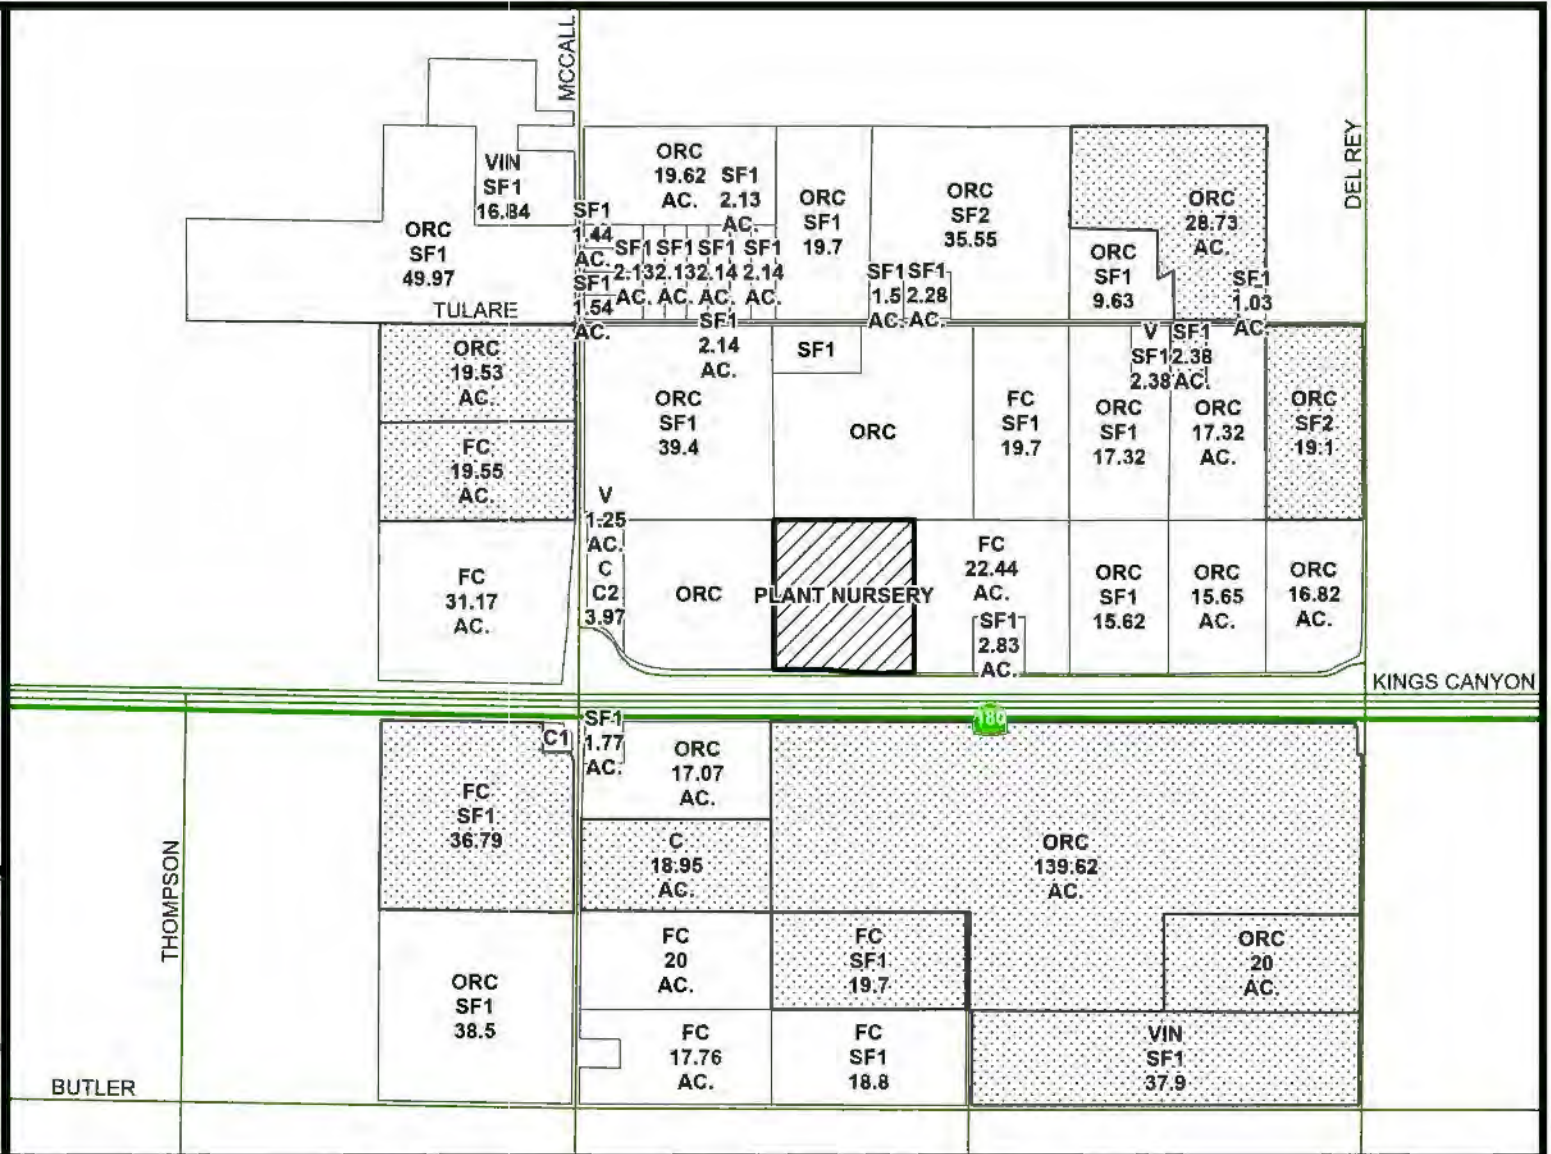 MCCALL
DEL REY
VIN
SF1
16.84
ORC
SF1
49.97
ORC
19.62
AC.
SF1
2.13
AC.
ORC
SF1
19.7
ORC
SF2
35.55
ORC
28.73
AC.
ORC
SF1
9.63
SF1
1.03
AC.
SF1
1.44
AC.
SF1
1.54
AC.
SF1
2.13
AC.
SF1
2.13
AC.
SF1
2.14
AC.
SF1
2.14
AC.
SF1
2.14
AC.
SF1
1.5
AC.
SF1
2.28
AC.
TULARE
ORC
19.53
AC.
FC
19.55
AC.
FC
31.17
AC.
ORC
SF1
39.4
SF1
ORC
FC
SF1
19.7
V
SF1
2.38
SF1
2.38
AC.
ORC
SF1
17.32
ORC
17.32
AC.
ORC
SF2
19.1
V
1.25
AC.
C
C2
3.97
ORC
PLANT NURSERY
FC
22.44
AC.
SF1
2.83
AC.
ORC
SF1
15.62
ORC
15.65
AC.
ORC
16.82
AC.
KINGS CANYON
180
THOMPSON
C1
FC
SF1
36.79
SF1
1.77
AC.
ORC
17.07
AC.
C
18.95
AC.
ORC
139.62
AC.
FC
20
AC.
FC
SF1
19.7
ORC
20
AC.
ORC
SF1
38.5
FC
17.76
AC.
FC
SF1
18.8
VIN
SF1
37.9
BUTLER